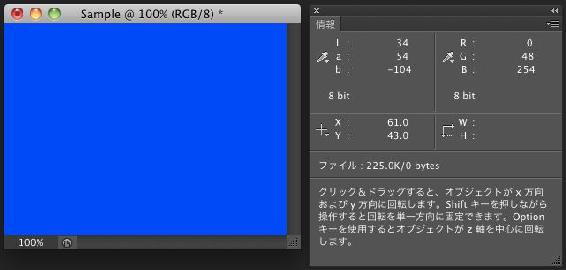 Sample @ 100% (RGB/8) *
100%
情報
L : 34
a : 54
b : -104
8 bit
R : 0
G : 48
B : 254
8 bit
X : 61.0
Y : 43.0
W :
H :
ファイル : 225.0K/0 bytes
クリック＆ドラッグすると、オブジェクトが x 方向
および y 方向に回転します。Shift キーを押しながら
操作すると回転を単一方向に固定できます。Option
キーを使用するとオブジェクトが z 軸を中心に回転
します。